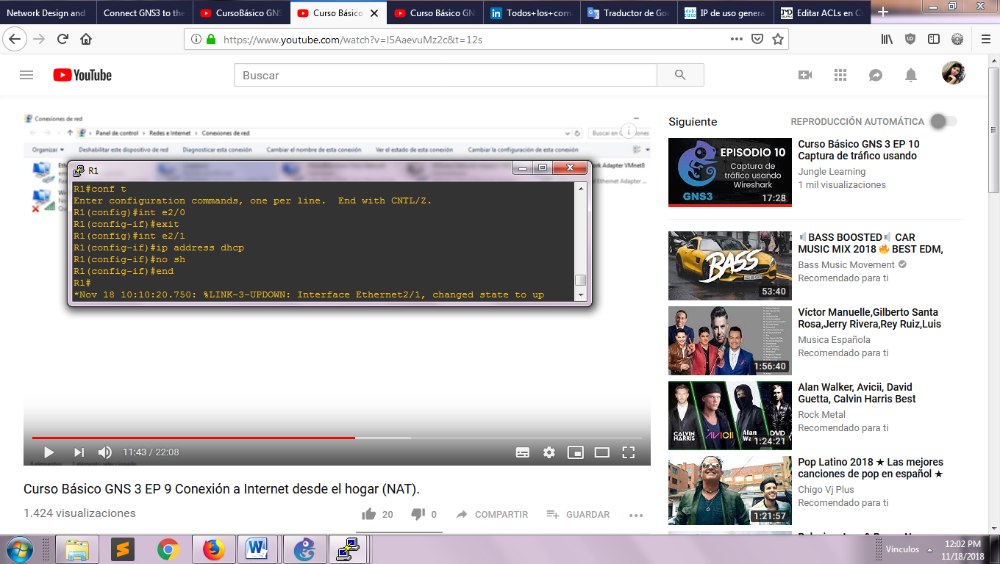 Network Design and
Connect GNS3 to the
CursoBásico GNS
Curso Básico
Curso Básico GN
Todos+los+com
Traductor de Goo
IP de uso genera
Editar ACLs en Ci
https://www.youtube.com/watch?v=I5AaevuMz2c&t=12s
YouTube
Buscar
Conexiones de red
Panel de control
Redes e Internet
Conexiones de red
Buscar en
Organizar
Deshabilitar este dispositivo de red
Diagnosticar esta conexión
Cambiar el nombre de esta conexión
Ver el estado de esta conexión
Cambiar la configuración de esta conexión
R1
R1#conf t
Enter configuration commands, one per line. End with CNTL/Z.
R1(config)#int e2/0
R1(config-if)#exit
R1(config)#int e2/1
R1(config-if)#ip address dhcp
R1(config-if)#no sh
R1(config-if)#end
R1#
*Nov 18 10:10:20.750: %LINK-3-UPDOWN: Interface Ethernet2/1, changed state to up
rk Adapter VMnet8
al Ethernet Adapter ...
11:43 / 22:08
Curso Básico GNS 3 EP 9 Conexión a Internet desde el hogar (NAT).
1.424 visualizaciones
20
0
COMPARTIR
GUARDAR
Siguiente
REPRODUCCIÓN AUTOMÁTICA
EPISODIO 10
Captura de
tráfico usando
Wireshark
GNS3
17:28
Curso Básico GNS 3 EP 10
Captura de tráfico usando
Jungle Learning
1 mil visualizaciones
BASS
53:40
🔈BASS BOOSTED🔈 CAR
MUSIC MIX 2018 🔥 BEST EDM,
Bass Music Movement
Recomendado para ti
1:56:40
Víctor Manuelle,Gilberto Santa
Rosa,Jerry Rivera,Rey Ruiz,Luis
Musica Española
Recomendado para ti
CALVIN
HARRIS
AVICII
Alan
DAVID
1:24:21
Alan Walker, Avicii, David
Guetta, Calvin Harris Best
Rock Metal
Recomendado para ti
1:21:57
Pop Latino 2018 ★ Las mejores
canciones de pop en español ★
Chigo Vj Plus
Recomendado para ti
Vínculos
12:02 PM
11/18/2018